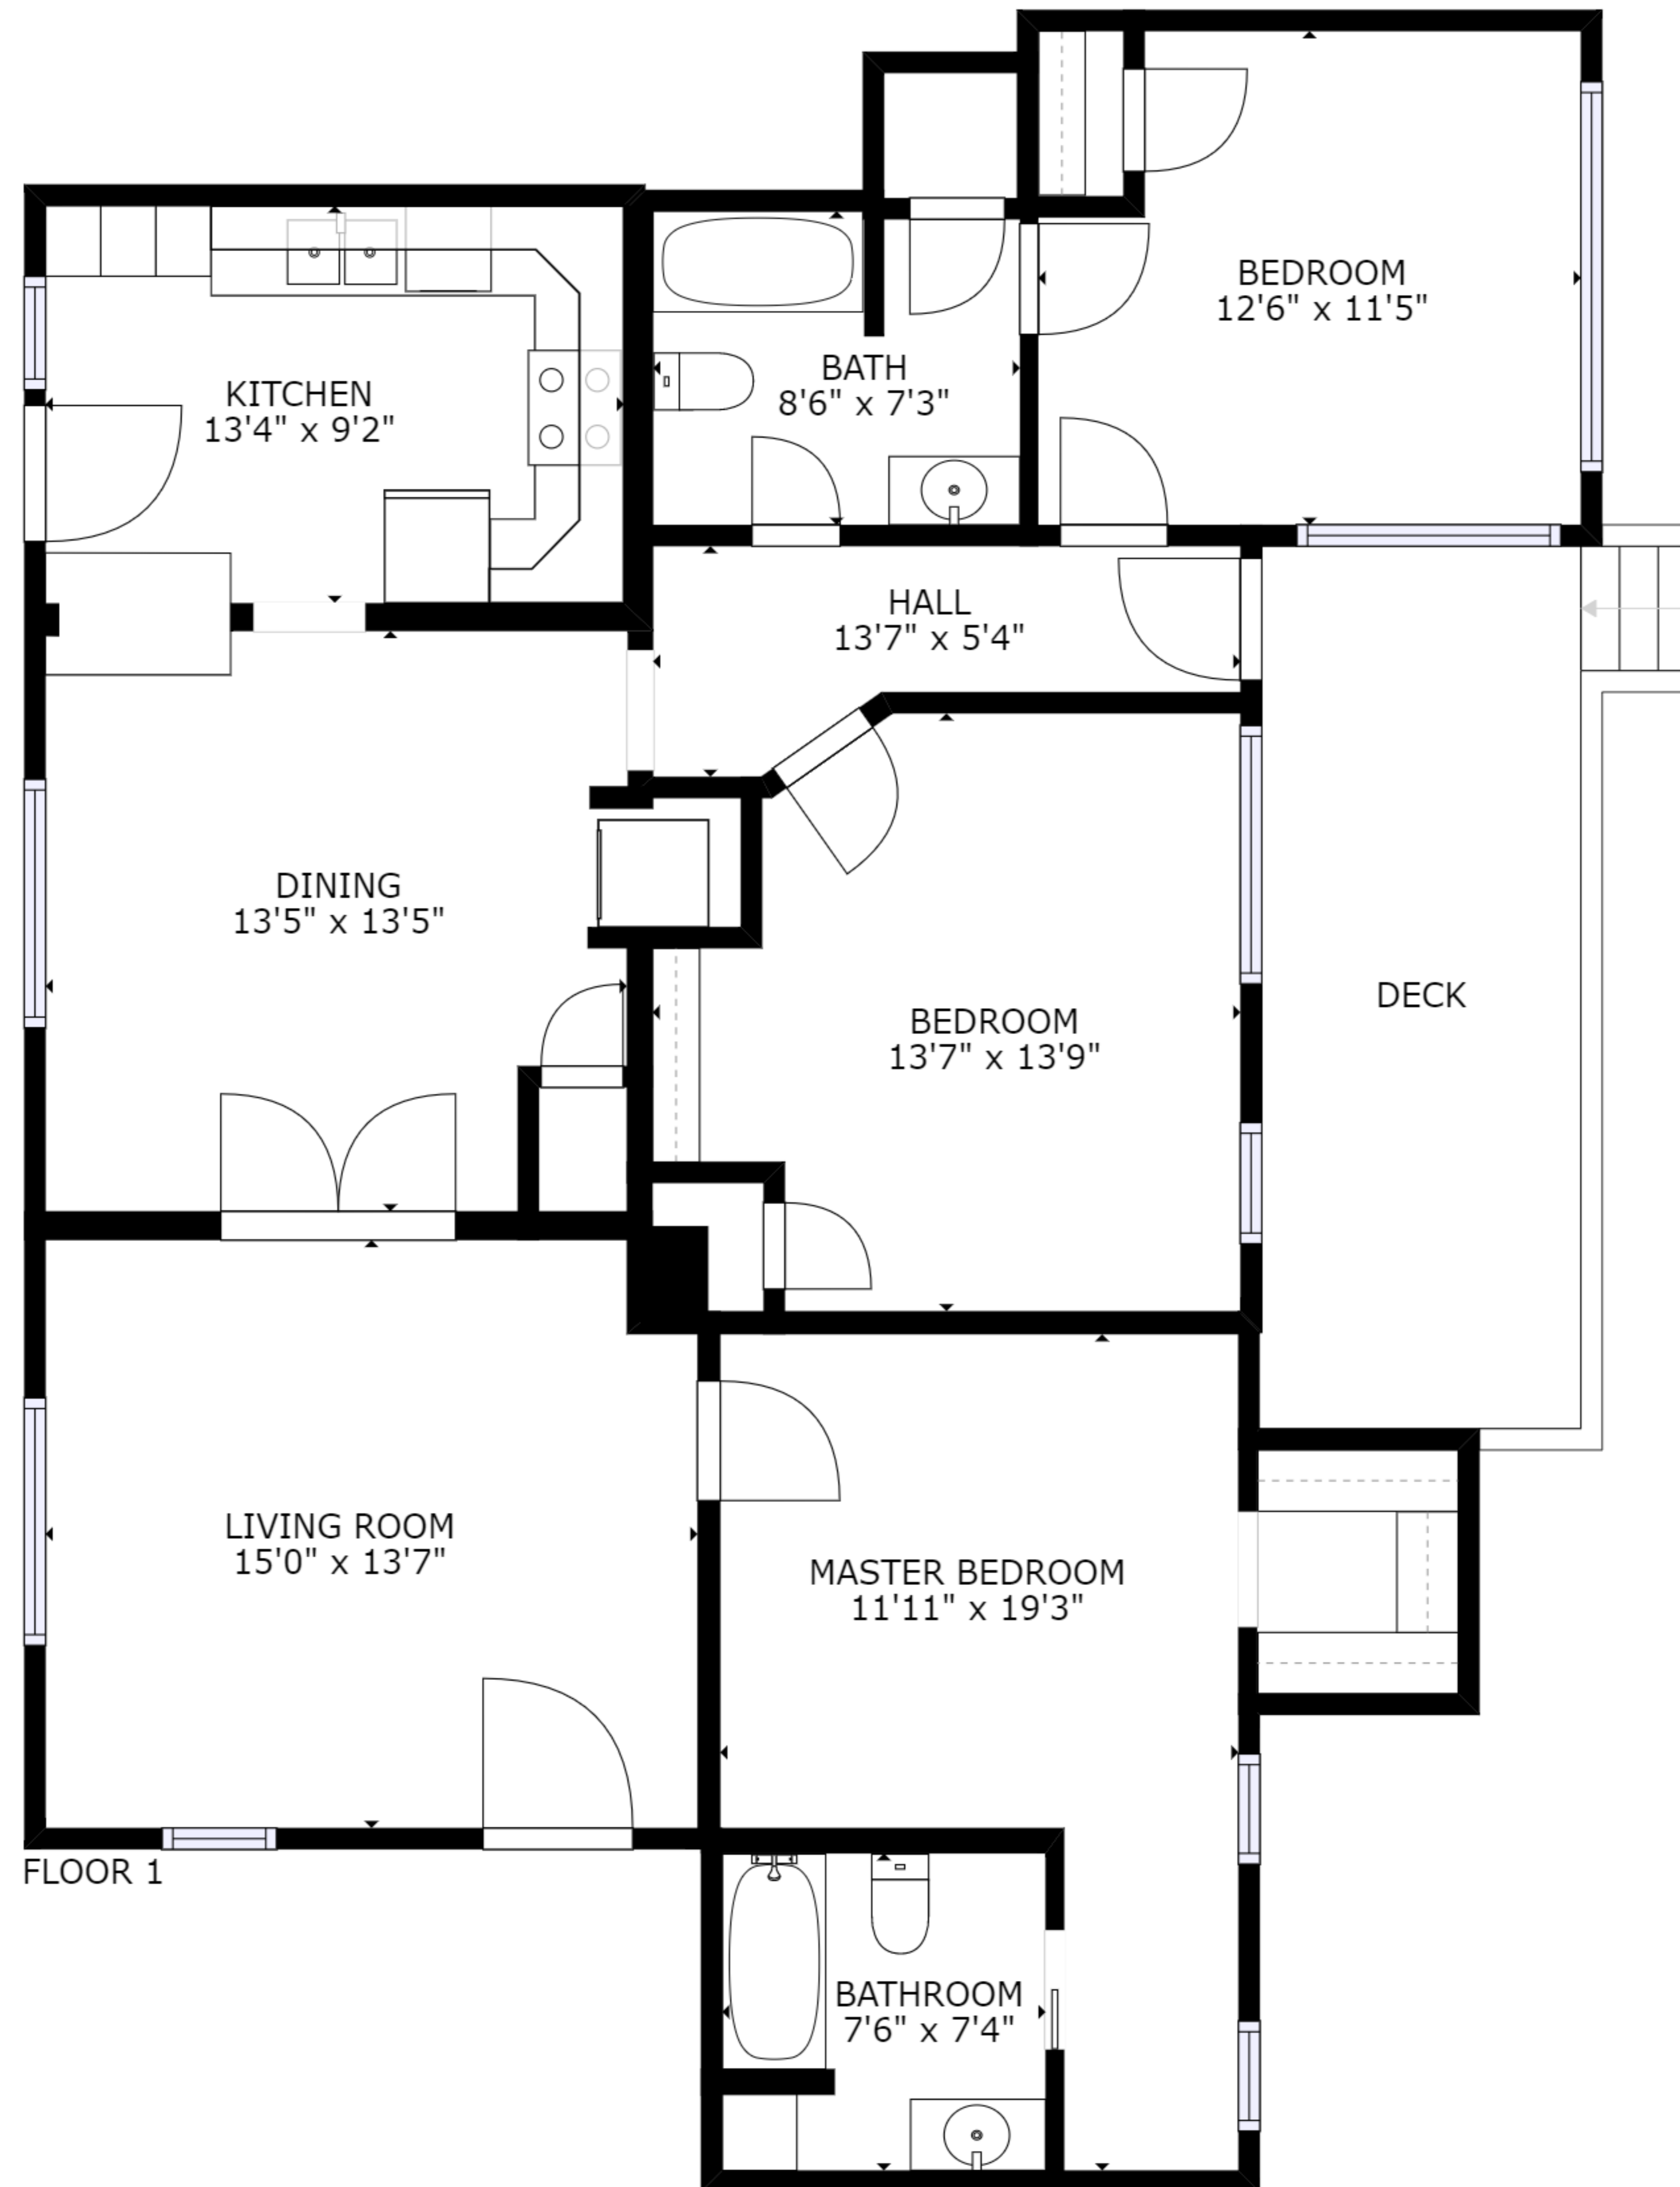 BEDROOM
12'6" x 11'5"
KITCHEN
13'4" x 9'2"
BATH
8'6" x 7'3"
HALL
13'7" x 5'4"
DINING
13'5" x 13'5"
BEDROOM
13'7" x 13'9"
DECK
LIVING ROOM
15'0" x 13'7"
MASTER BEDROOM
11'11" x 19'3"
FLOOR 1
BATHROOM
7'6" x 7'4"